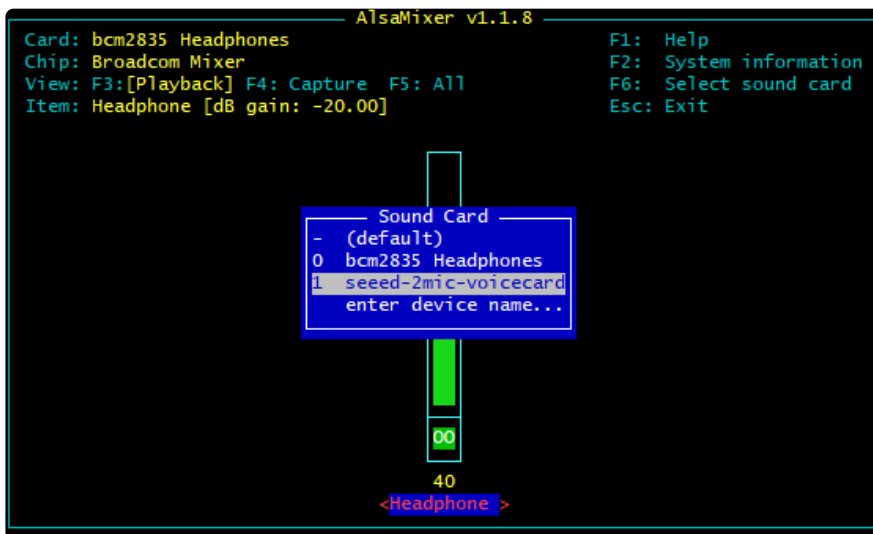 AlsaMixer v1.1.8
Card: bcm2835 Headphones F1: Help
Chip: Broadcom Mixer F2: System information
View: F3:[Playback] F4: Capture F5: All F6: Select sound card
Item: Headphone [dB gain: -20.00] Esc: Exit
Sound Card
- (default)
0 bcm2835 Headphones
1 seeed-2mic-voicecard
enter device name...
OO
40
<Headphone >